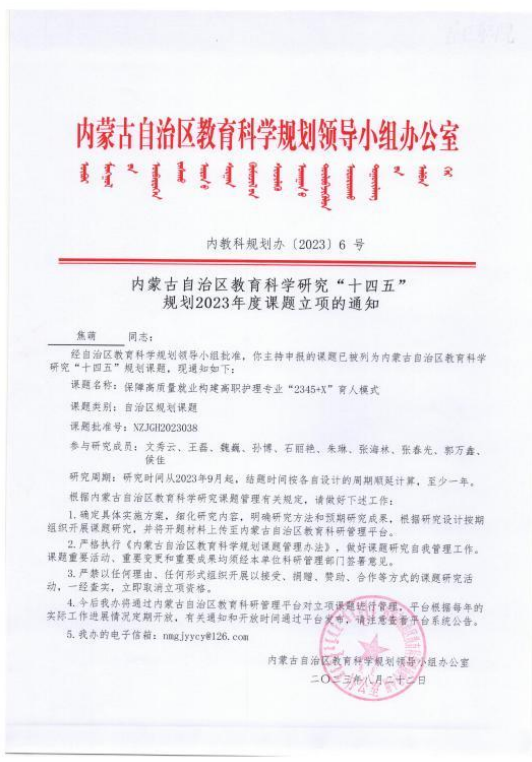 内蒙古自治区教育科学规划领导小组办公室
内教科规划办〔2023〕6 号
内蒙古自治区教育科学研究“十四五”
规划2023年度课题立项的通知
焦萌 同志：
经自治区教育科学规划领导小组批准，你主持申报的课题已被列为内蒙古自治区教育科学
研究“十四五”规划课题，现通知如下：
课题名称：保障高质量就业构建高职护理专业“2345+X”育人模式
课题类别：自治区规划课题
课题批准号：NZJGH2023038
参与研究成员：文秀云、王磊、魏巍、孙博、石丽艳、朱琳、张海林、张春光、郭万鑫、
侯佳
研究周期：研究时间从2023年9月起，结题时间按各自设计的周期顺延计算，至少一年。
根据内蒙古自治区教育科学研究课题管理有关规定，请做好下述工作：
1.确定具体实施方案，细化研究内容，明确研究方法和预期研究成果，根据研究设计按期
组织开展课题研究，并将开题材料上传至内蒙古自治区教育科研管理平台。
2.严格执行《内蒙古自治区教育科学规划课题管理办法》，做好课题研究自我管理工作。
课题重要活动、重要变更和重要成果均须经本单位科研管理部门签署意见。
3.严禁以任何理由、任何形式组织开展以接受、捐赠、赞助、合作等方式的课题研究活
动，一经查实，立即取消立项资格。
4.今后我办将通过内蒙古自治区教育科研管理平台对立项课题进行管理，平台根据每年的
实际工作进展情况定期开放，有关通知和开放时间通过平台发布，请注意查看平台系统公告。
5.我办的电子信箱：nmgjyycy@126.com
内蒙古自治区教育科学规划领导小组办公室
二〇二三年八月二十二日